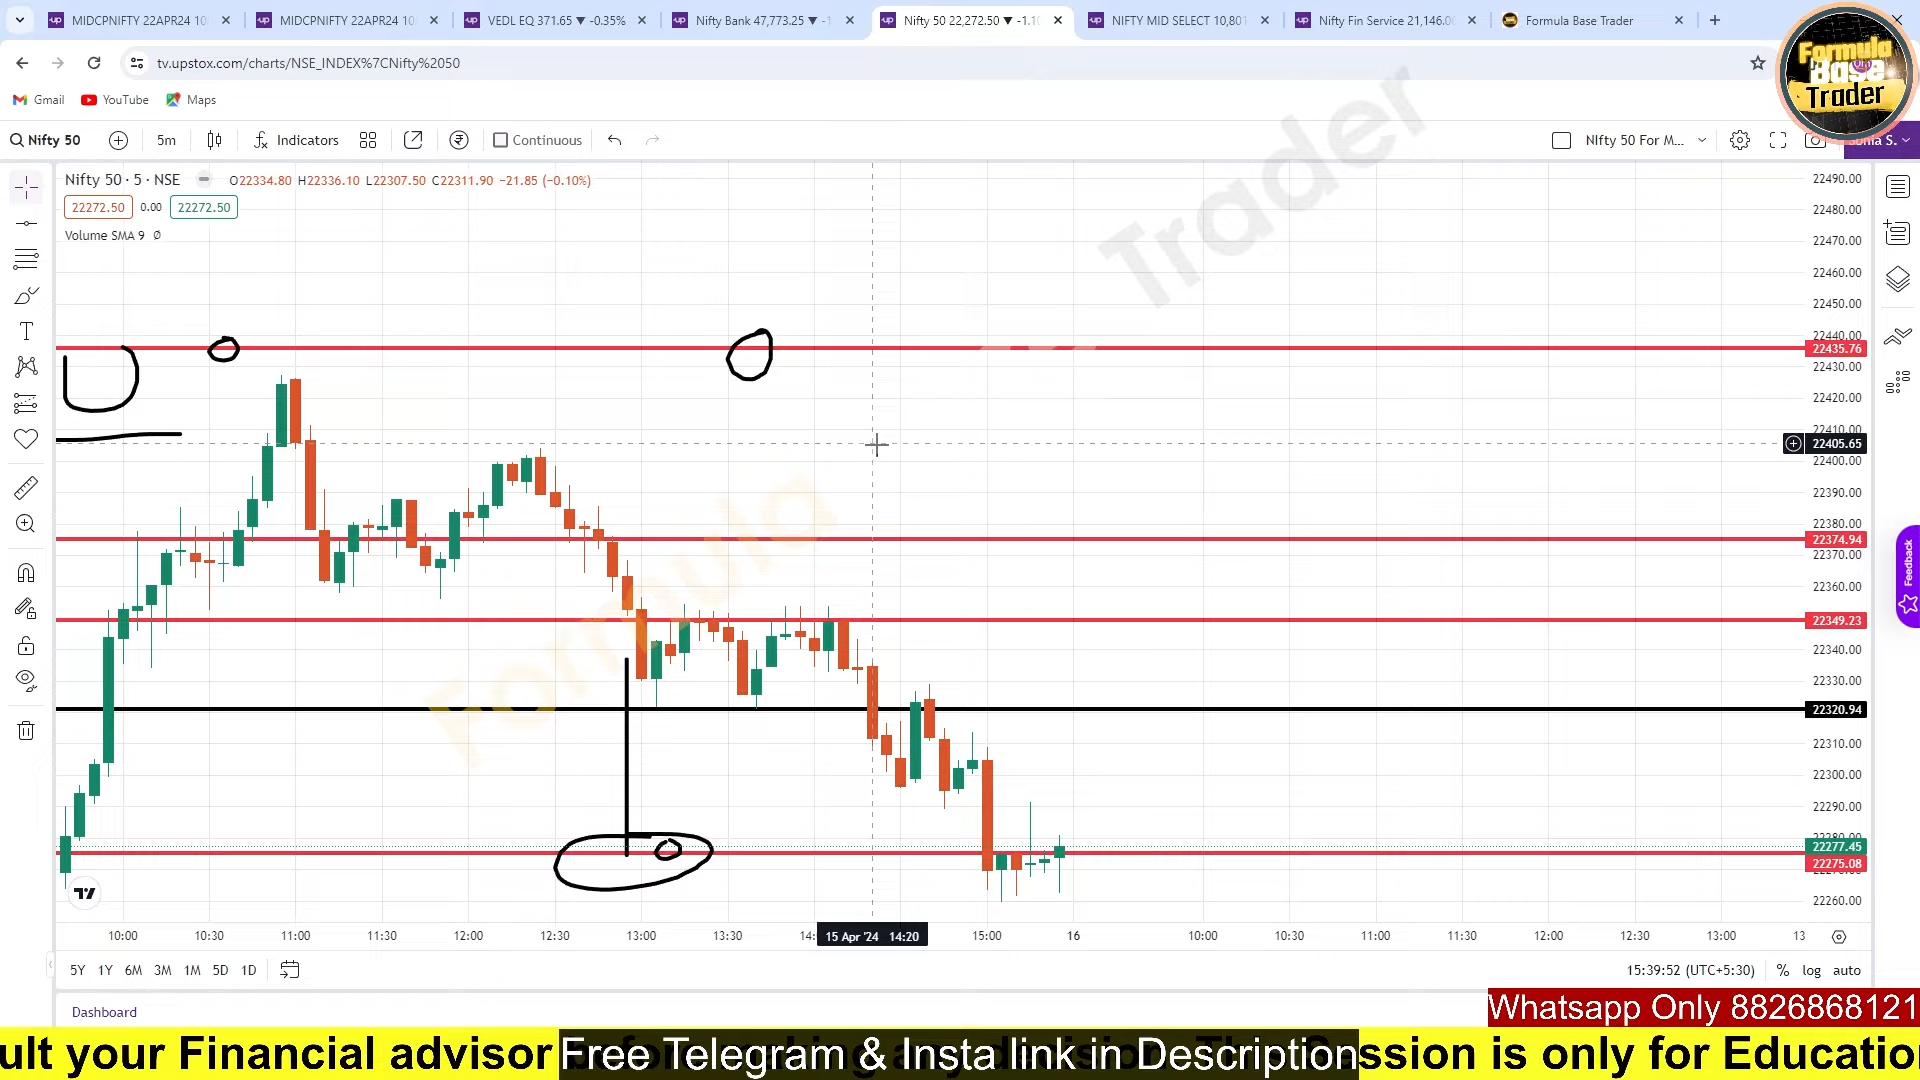 MIDCPNIFTY 22APR24 10
MIDCPNIFTY 22APR24 10
VEDL EQ 371.65 ▼ -0.35%
Nifty Bank 47,773.25 ▼ -1
Nifty 50 22,272.50 ▼ -1.10
NIFTY MID SELECT 10,801
Nifty Fin Service 21,146.0
Formula Base Trader
tv.upstox.com/charts/NSE_INDEX%7CNifty%2050
Gmail
YouTube
Maps
Formula
Base
Trader
Nifty 50
5m
Indicators
Continuous
NIfty 50 For M...
Nifty 50 · 5 · NSE
O22334.80 H22336.10 L22307.50 C22311.90 −21.85 (−0.10%)
22272.50 0.00 22272.50
Volume SMA 9 Ø
Trader
Formula
22490.00
22480.00
22470.00
22460.00
22450.00
22440.00
22435.76
22430.00
22420.00
22410.00
22405.65
22400.00
22390.00
22380.00
22374.94
22370.00
22360.00
22349.23
22340.00
22330.00
22320.94
22310.00
22300.00
22290.00
22280.00
22277.45
22275.08
22260.00
Feedback
10:00 10:30 11:00 11:30 12:00 12:30 13:00 13:30 14: 15 Apr '24 14:20 15:00 16 10:00 10:30 11:00 11:30 12:00 12:30 13:00 13
5Y 1Y 6M 3M 1M 5D 1D
15:39:52 (UTC+5:30) % log auto
Dashboard
Whatsapp Only 8826868121
ult your Financial advisor
Free Telegram & Insta link in Description
ssion is only for Educatio